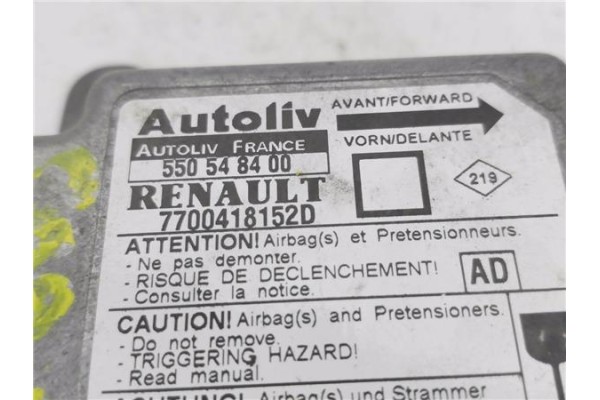 Autoliv
AVANT/FORWARD
AUTOLIV FRANCE
VORN/DELANTE
550 54 84 00
RENAULT
219
7700418152D
ATTENTION! Airbag(s) et Pretensionneurs.
- Ne pas demonter.
- RISQUE DE DECLENCHEMENT!
AD
- Consulter la notice.
CAUTION! Airbag(s) and Pretensioners.
- Do not remove.
- TRIGGERING HAZARD!
- Read manual.
ACHTUNG! Airbag(s) und Strammer